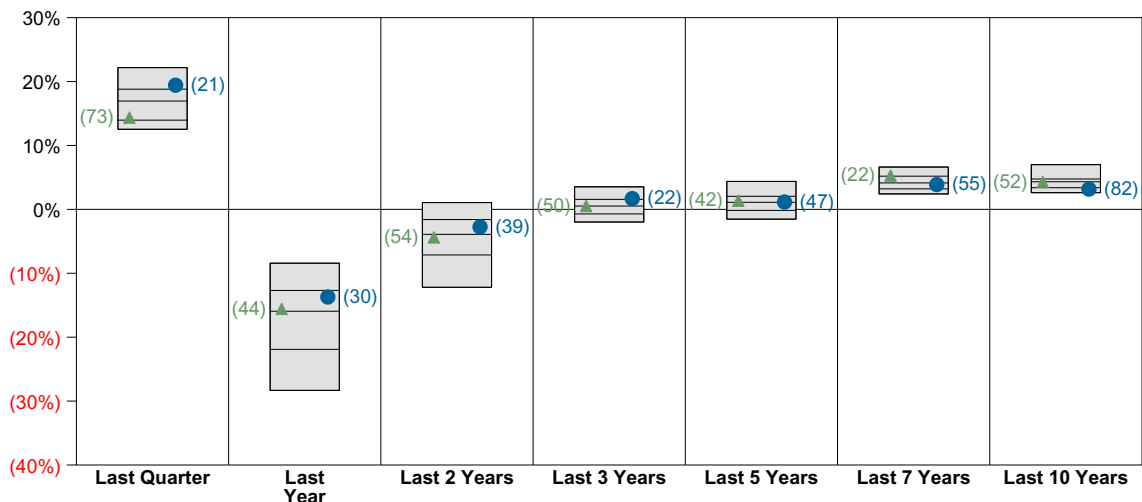 30%
20%
10%
0%
(10%)
(20%)
(30%)
(40%)
(73) (21)
(44) (30)
(54) (39)
(50) (22)
(42) (47)
(22) (55)
(52) (82)
Last Quarter
Last
Year
Last 2 Years
Last 3 Years
Last 5 Years
Last 7 Years
Last 10 Years